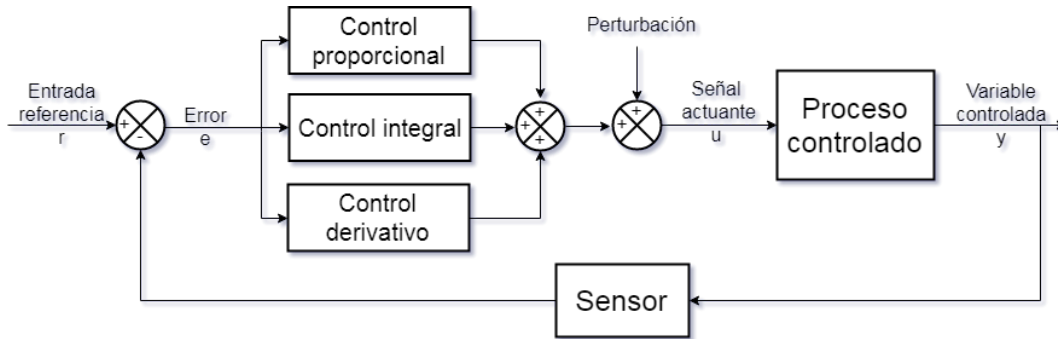 Control
proporcional
Perturbación
Entrada
referencia
r
+
-
Error
e
Control integral
+
+
+
+
+
Señal
actuante
u
Proceso
controlado
Variable
controlada
y
Control
derivativo
Sensor